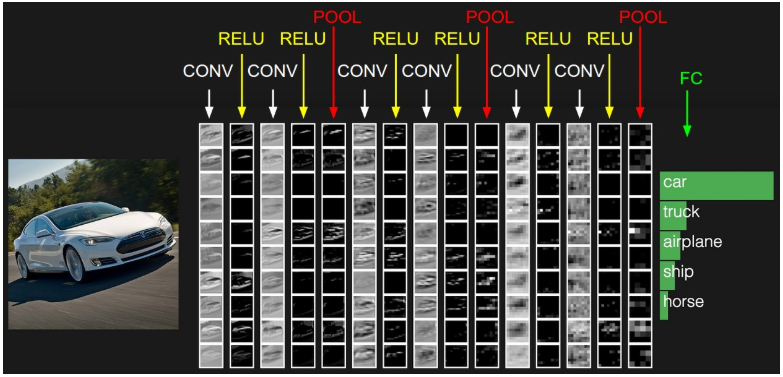 POOL POOL POOL
RELU RELU RELU RELU RELU RELU
CONV CONV CONV CONV CONV CONV
FC
car
truck
airplane
ship
horse